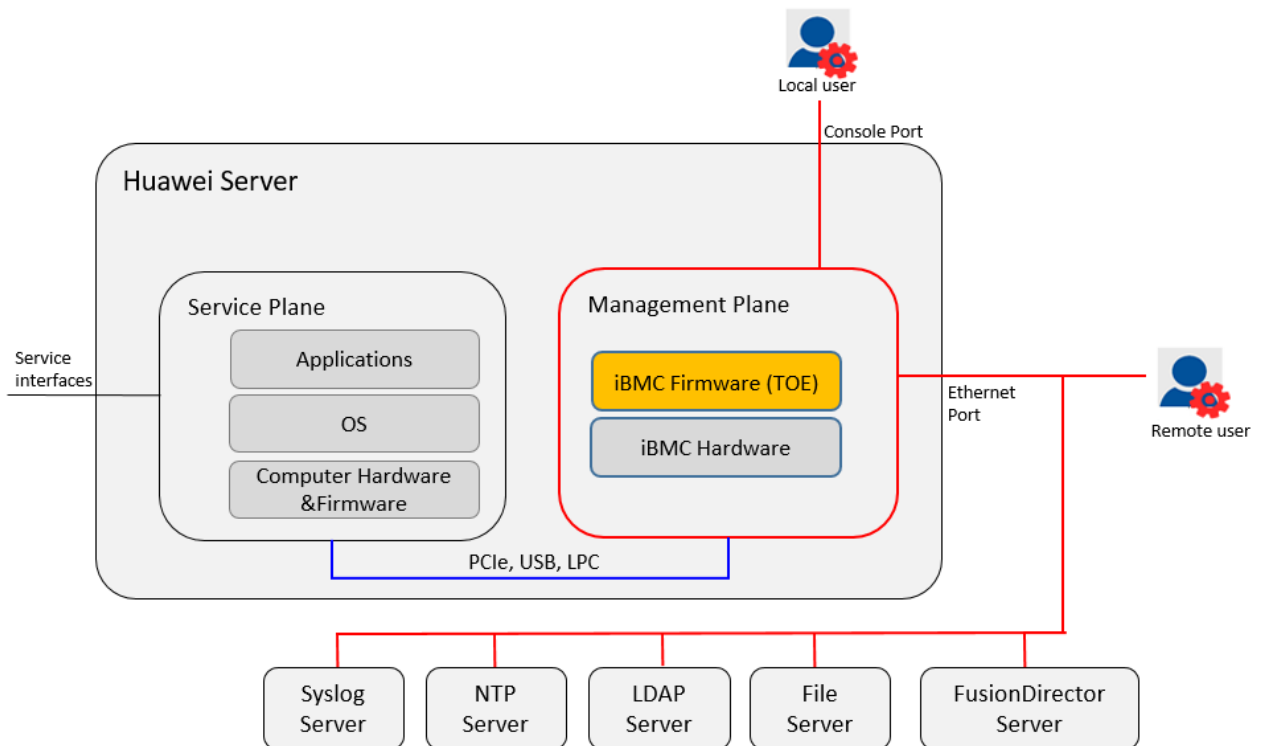 Local user
Console Port
Huawei Server
Service Plane
Management Plane
Applications
OS
Computer Hardware
&Firmware
iBMC Firmware (TOE)
iBMC Hardware
Service
interfaces
Ethernet
Port
Remote user
PCIe, USB, LPC
Syslog
Server
NTP
Server
LDAP
Server
File
Server
FusionDirector
Server